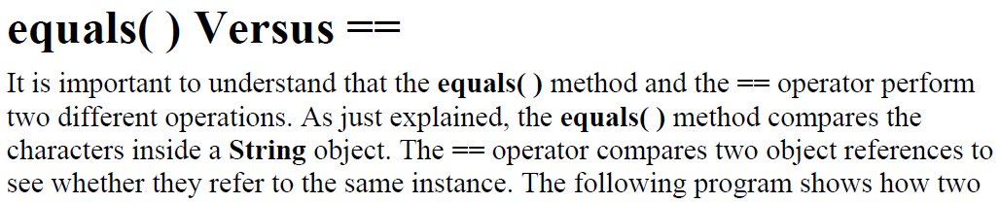 equals( ) Versus ==
It is important to understand that the equals( ) method and the == operator perform
two different operations. As just explained, the equals( ) method compares the
characters inside a String object. The == operator compares two object references to
see whether they refer to the same instance. The following program shows how two